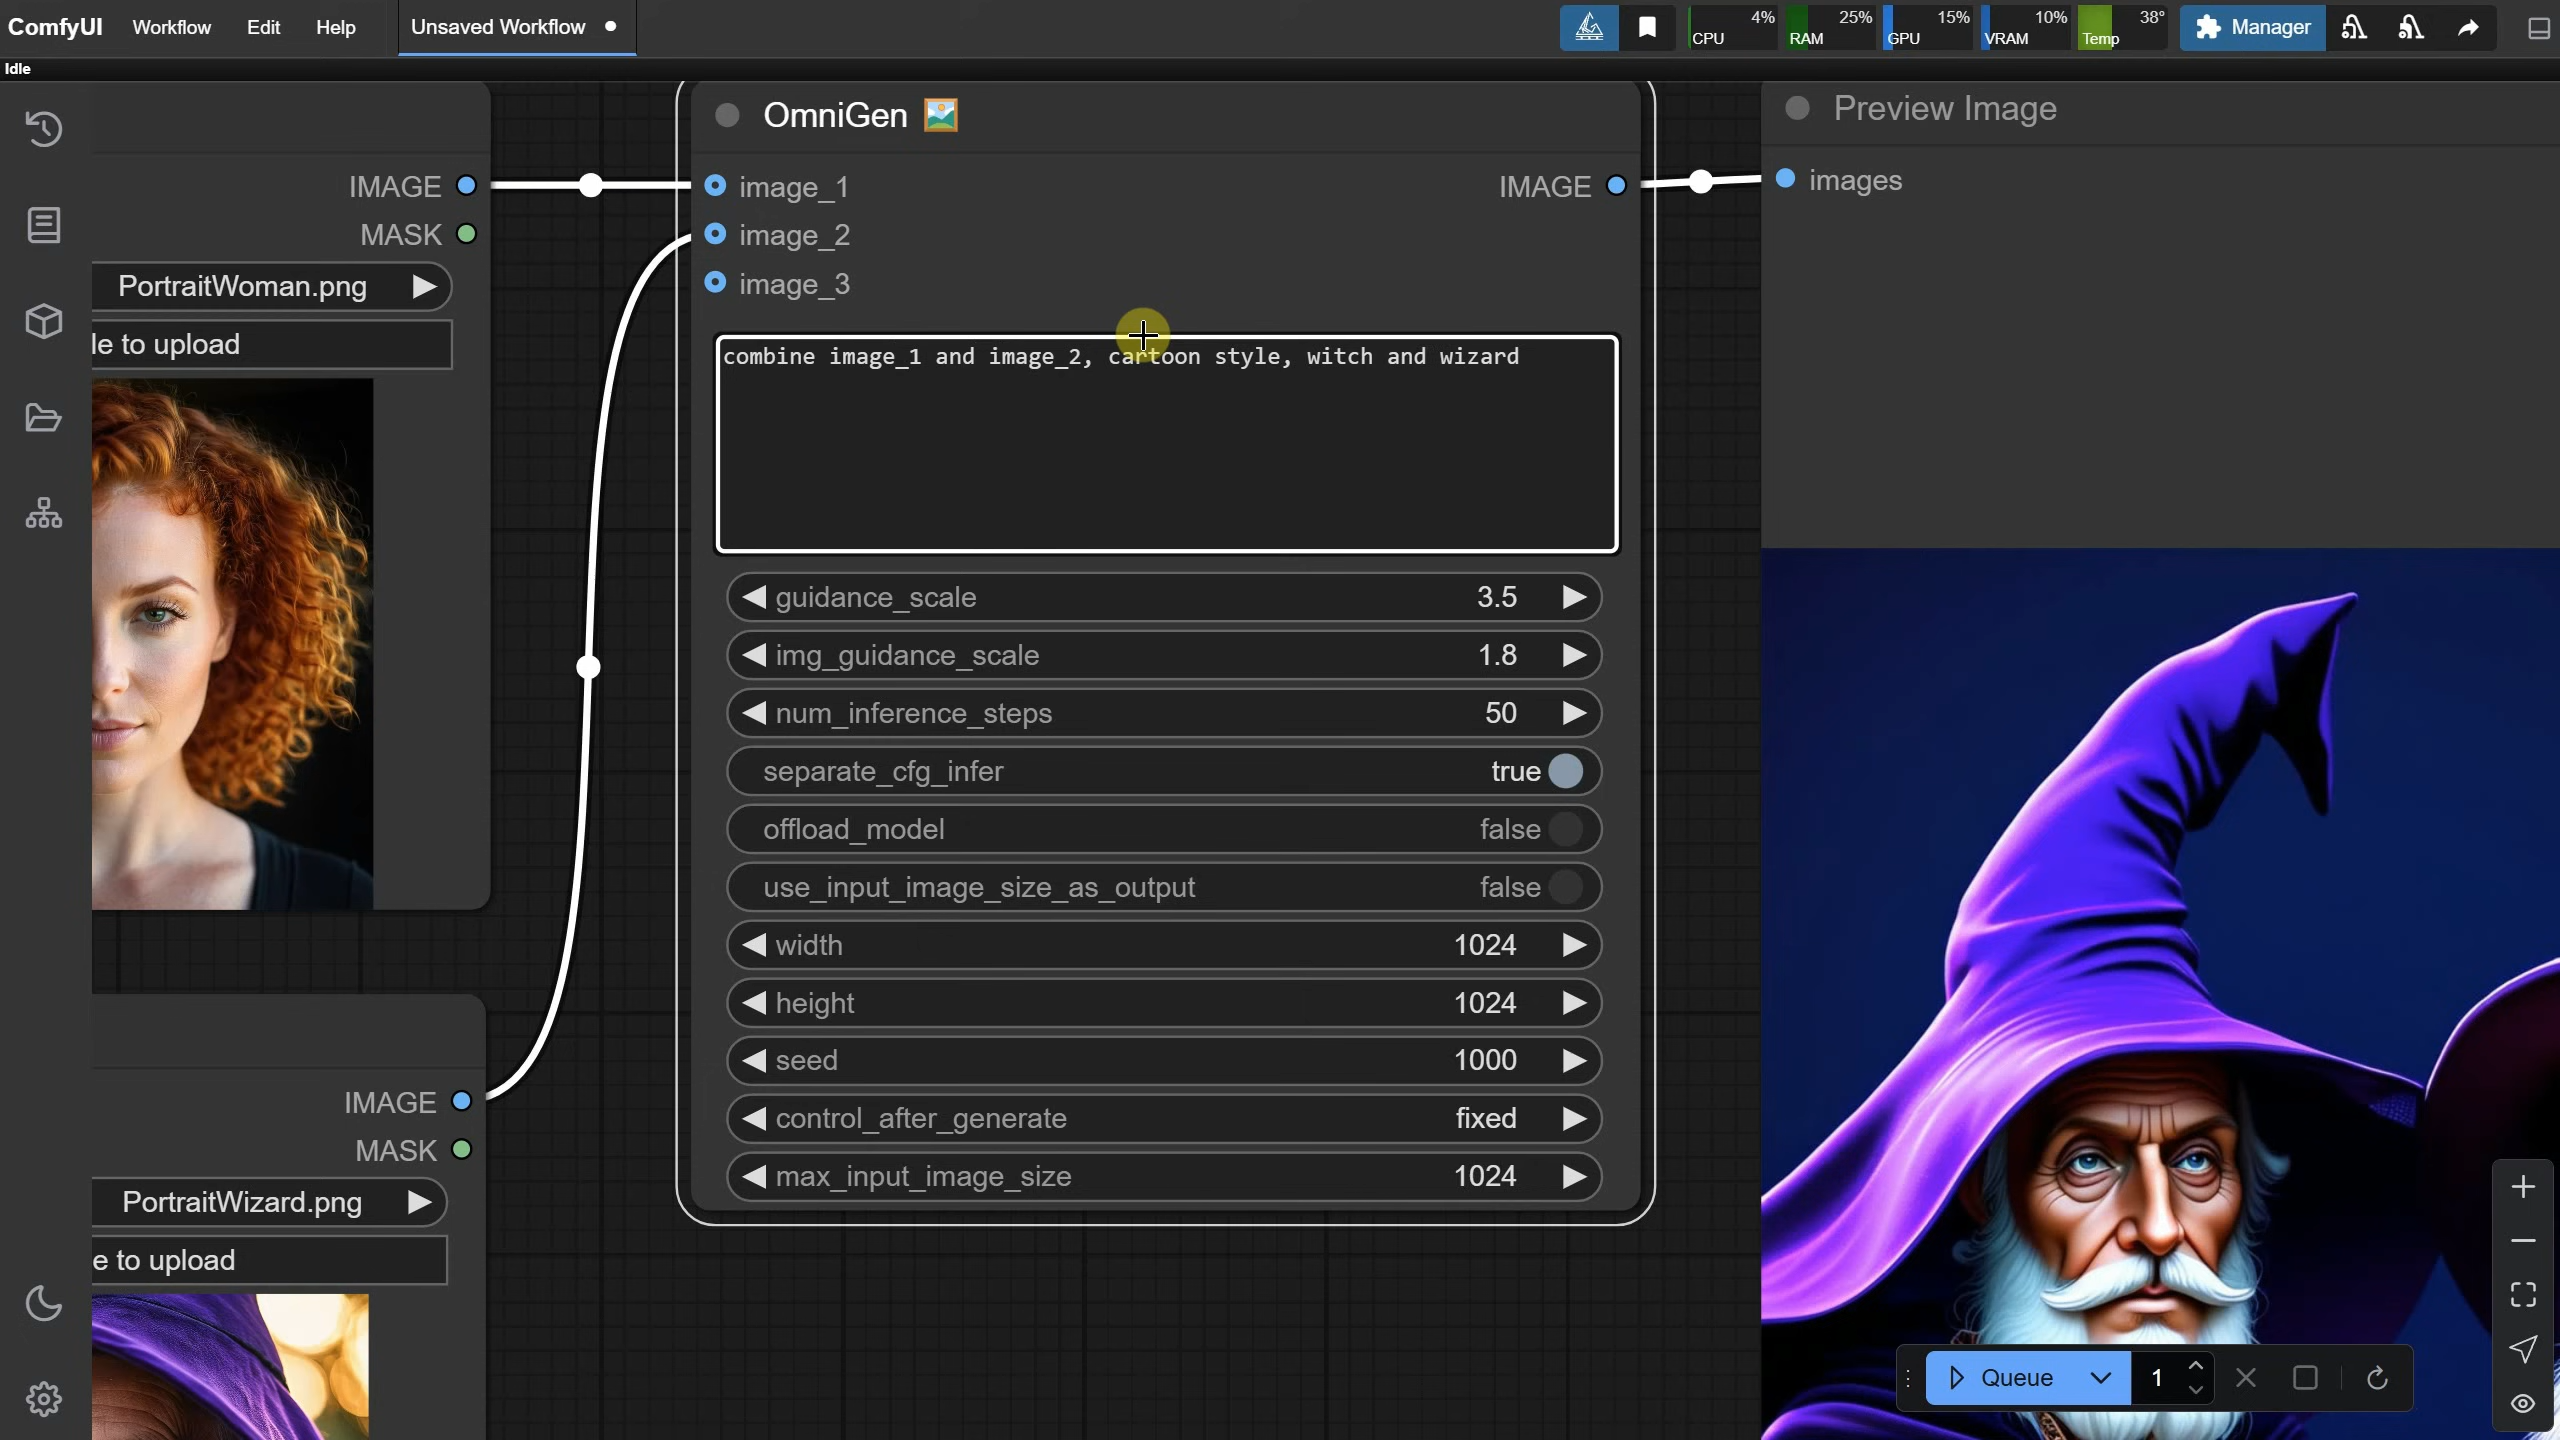 ComfyUI Workflow Edit Help Unsaved Workflow
4% CPU 25% RAM 15% GPU 10% VRAM 38° Temp Manager
Idle
IMAGE
MASK
PortraitWoman.png
le to upload
IMAGE
MASK
PortraitWizard.png
e to upload
OmniGen
image_1 IMAGE
image_2
image_3
combine image_1 and image_2, cartoon style, witch and wizard
guidance_scale 3.5
img_guidance_scale 1.8
num_inference_steps 50
separate_cfg_infer true
offload_model false
use_input_image_size_as_output false
width 1024
height 1024
seed 1000
control_after_generate fixed
max_input_image_size 1024
Preview Image
images
Queue 1